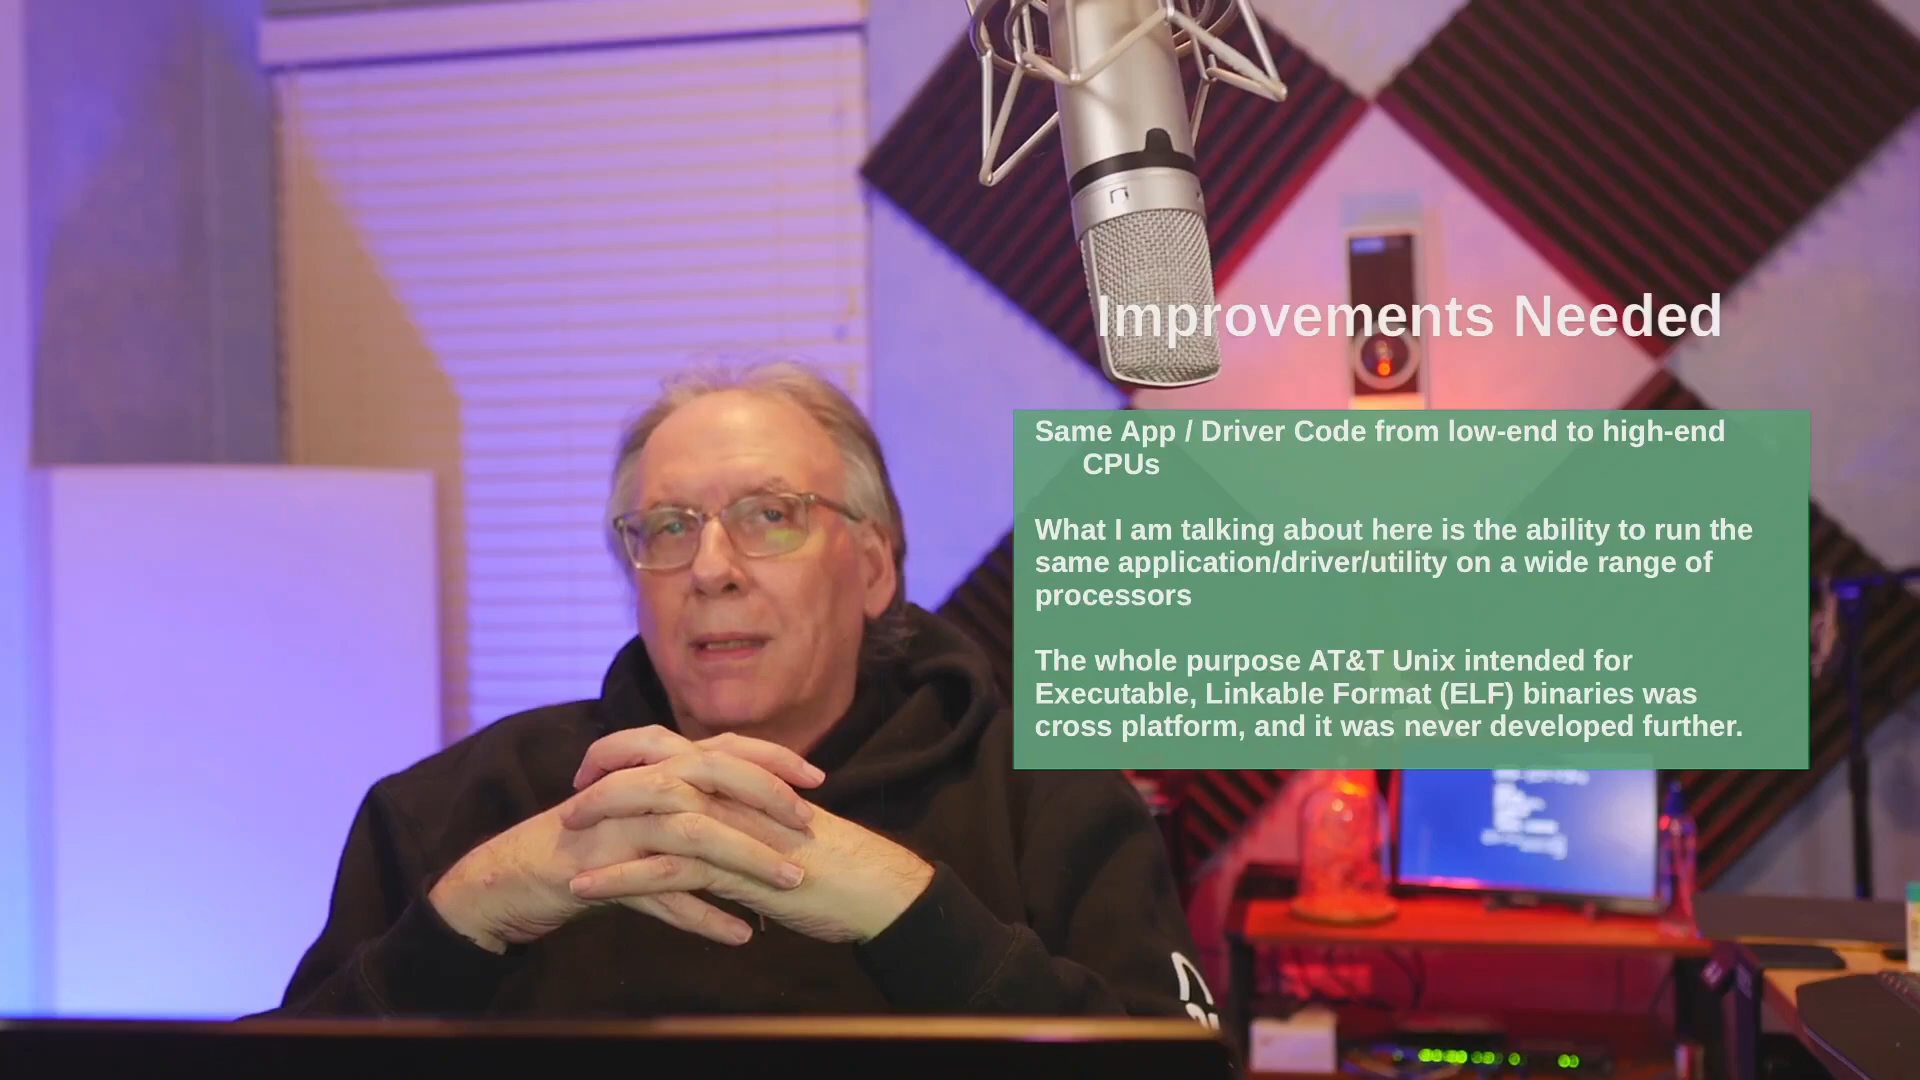 Improvements Needed
Same App / Driver Code from low-end to high-end
CPUs
What I am talking about here is the ability to run the
same application/driver/utility on a wide range of
processors
The whole purpose AT&T Unix intended for
Executable, Linkable Format (ELF) binaries was
cross platform, and it was never developed further.